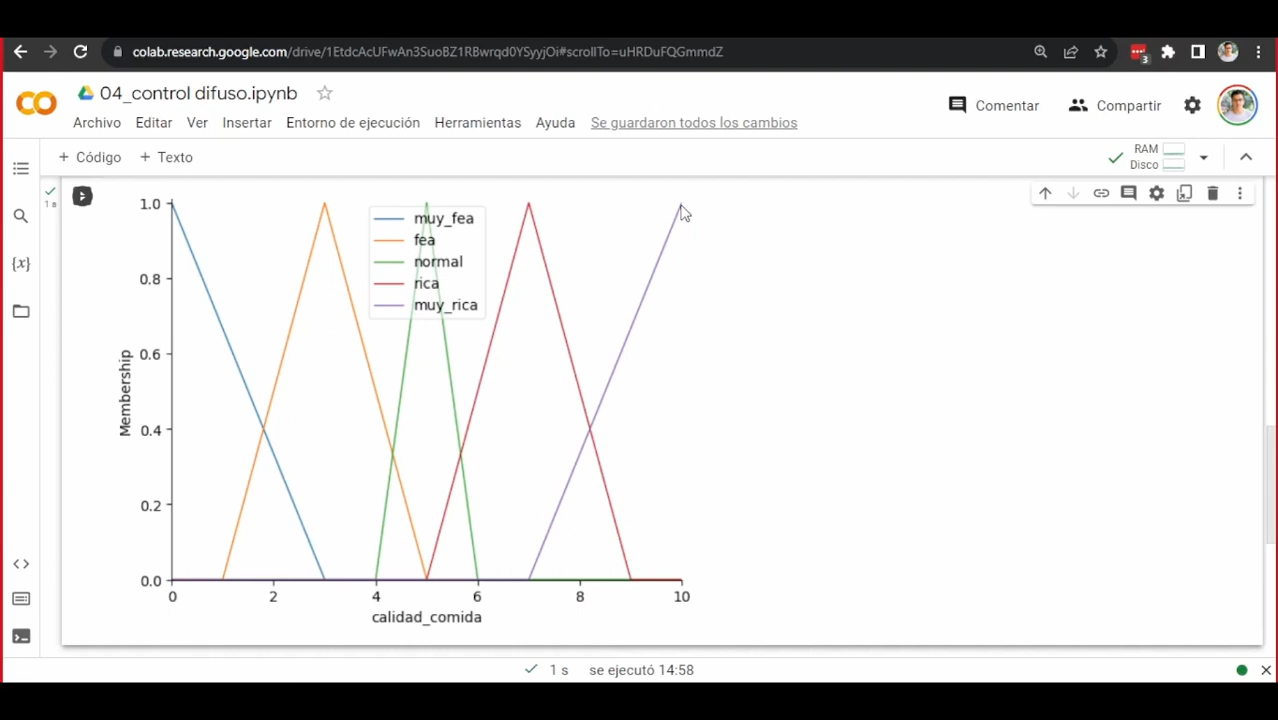 colab.research.google.com/drive/1EtdcAcUFwAn3SuoBZ1RBwrqd0YSyyjOi#scrollTo=uHRDuFQGmmdZ
3
CO
04_control difuso.ipynb
Comentar
Compartir
Archivo Editar Ver Insertar Entorno de ejecución Herramientas Ayuda Se guardaron todos los cambios
+ Código + Texto
RAM
Disco
1 s
{x}
1.0
0.8
0.6
0.4
0.2
0.0
Membership
muy_fea
fea
normal
rica
muy_rica
0 2 4 6 8 10
calidad_comida
1 s se ejecutó 14:58